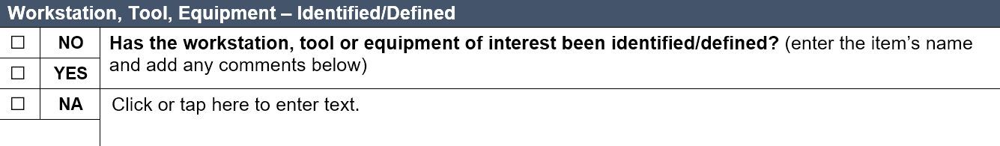 Workstation, Tool, Equipment – Identified/Defined
☐ NO Has the workstation, tool or equipment of interest been identified/defined? (enter the item’s name
☐ YES and add any comments below)
☐ NA Click or tap here to enter text.